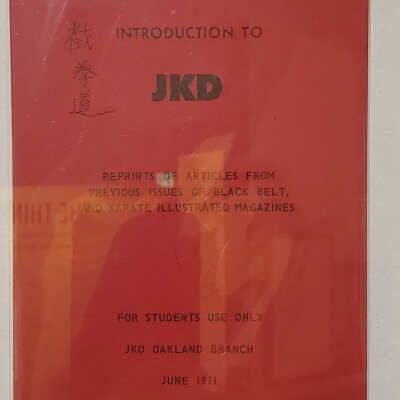 截拳道
INTRODUCTION TO
JKD
REPRINTS OF ARTICLES FROM
PREVIOUS ISSUES OF BLACK BELT,
AND KARATE ILLUSTRATED MAGAZINES
FOR STUDENTS USE ONLY
JKD OAKLAND BRANCH
JUNE 1971